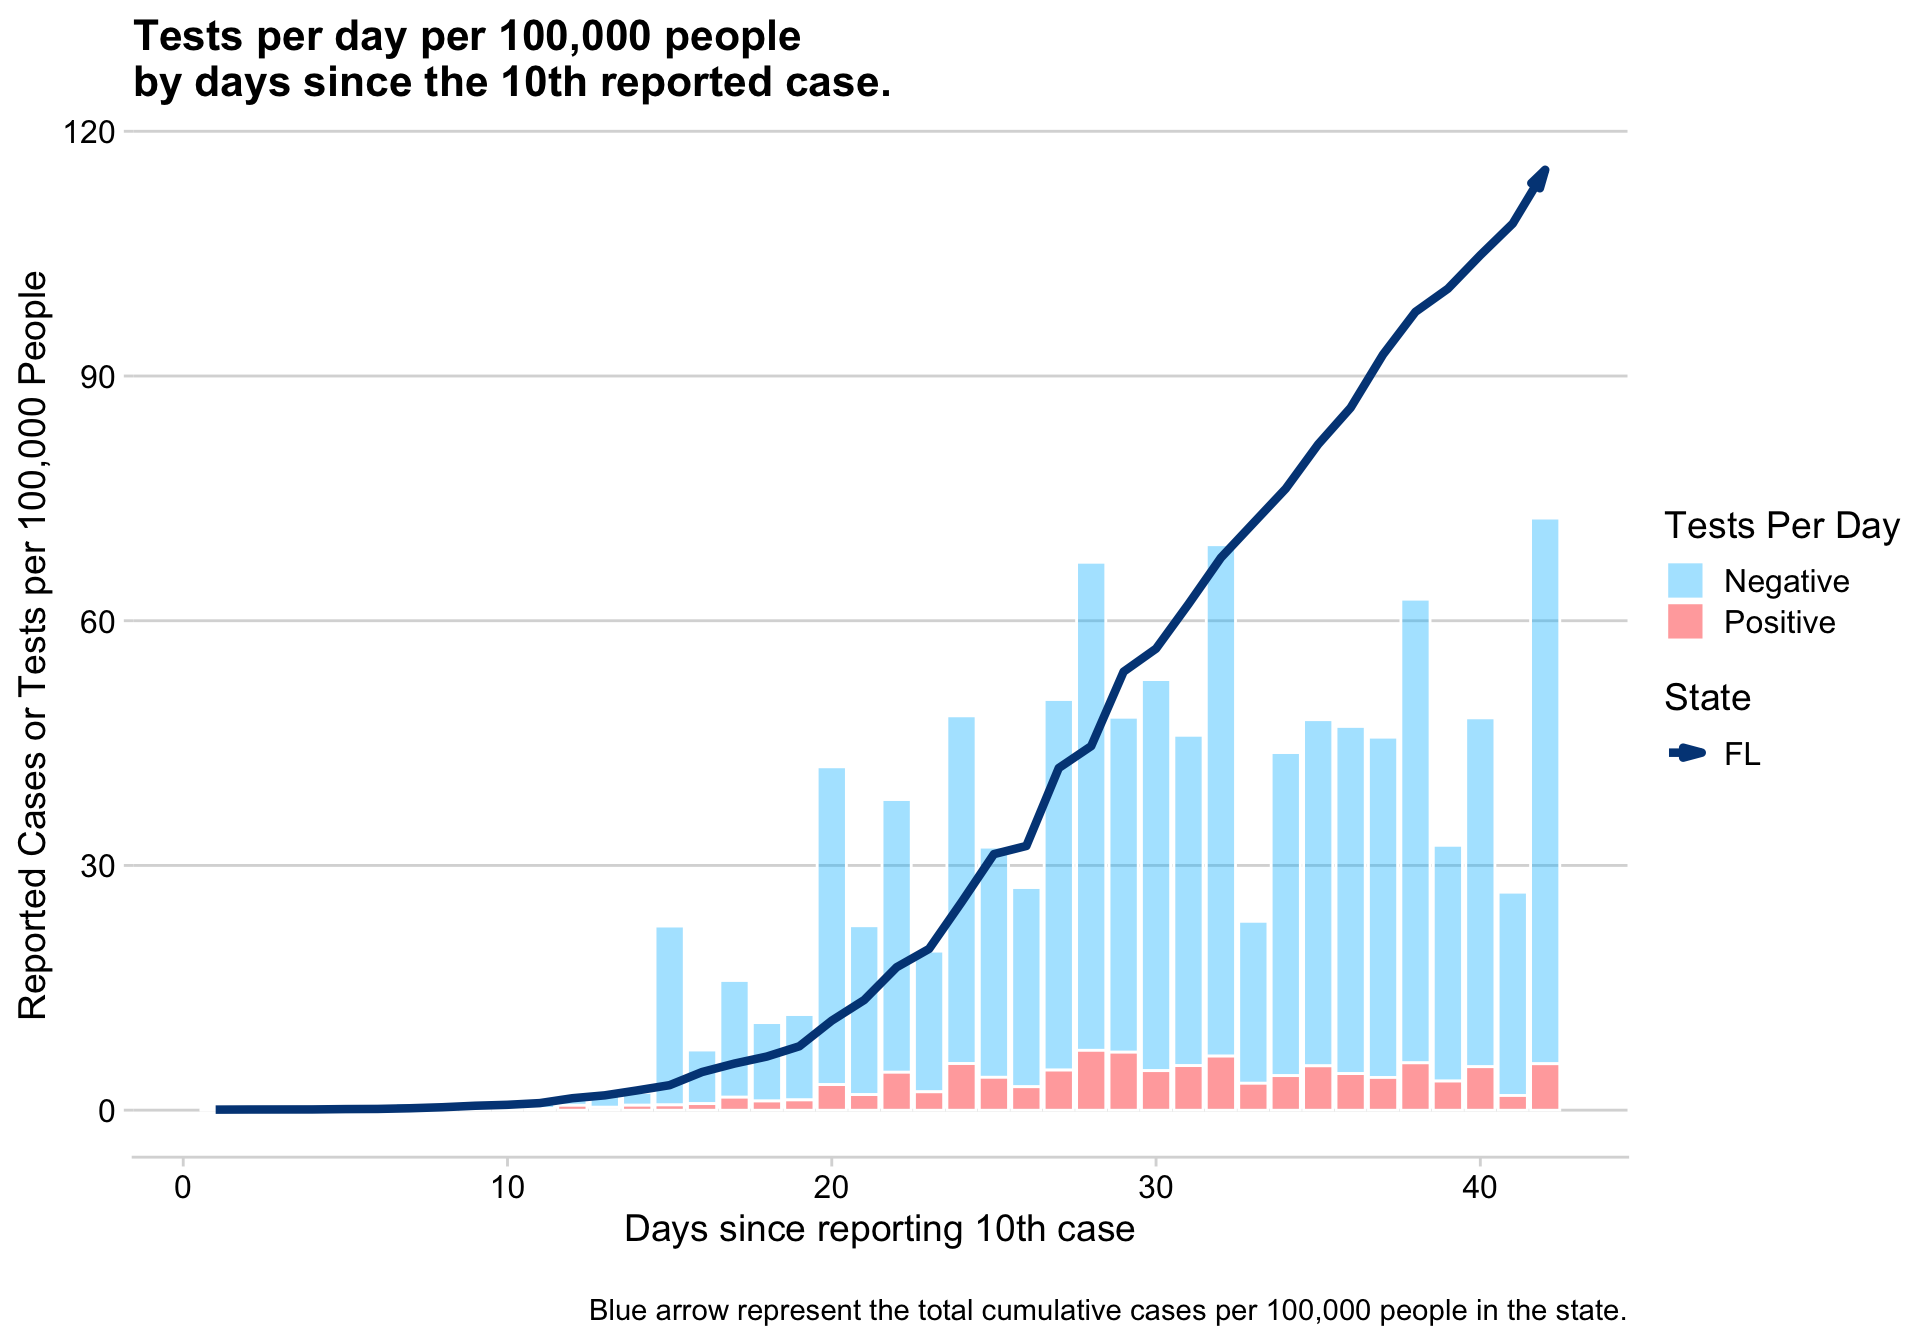 Tests per day per 100,000 people
by days since the 10th reported case.
Reported Cases or Tests per 100,000 People
120
90
60
30
0
0 10 20 30 40
Days since reporting 10th case
Tests Per Day
Negative
Positive
State
FL
Blue arrow represent the total cumulative cases per 100,000 people in the state.